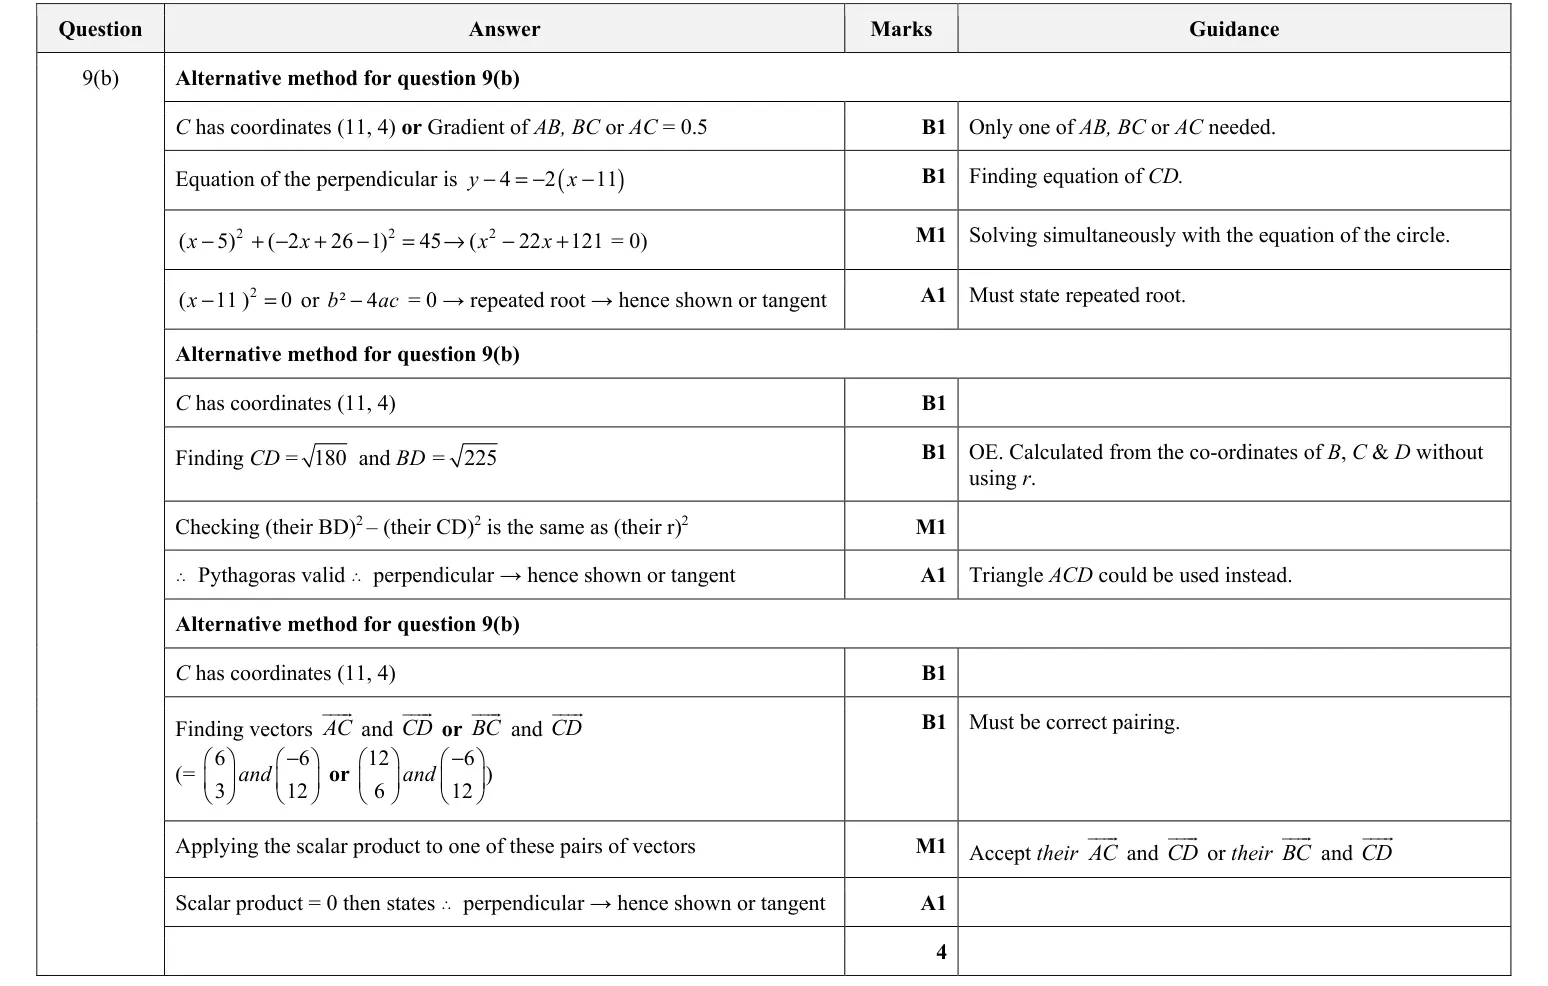 Question Answer Marks Guidance
9(b) Alternative method for question 9(b)
C has coordinates (11, 4) or Gradient of AB, BC or AC = 0.5 B1 Only one of AB, BC or AC needed.
Equation of the perpendicular is y − 4 = −2(x − 11) B1 Finding equation of CD.
(x − 5)² + (−2x + 26 − 1)² = 45 → (x² − 22x + 121 = 0) M1 Solving simultaneously with the equation of the circle.
(x − 11 )² = 0 or b² − 4ac = 0 → repeated root → hence shown or tangent A1 Must state repeated root.
Alternative method for question 9(b)
C has coordinates (11, 4) B1
Finding CD = √180 and BD = √225 B1 OE. Calculated from the co-ordinates of B, C & D without
using r.
Checking (their BD)² – (their CD)² is the same as (their r)² M1
∴ Pythagoras valid ∴ perpendicular → hence shown or tangent A1 Triangle ACD could be used instead.
Alternative method for question 9(b)
C has coordinates (11, 4) B1
Finding vectors AC⃗ and CD⃗ or BC⃗ and CD⃗ B1 Must be correct pairing.
(= (6 3) and (−6 12) or (12 6) and (−6 12))
Applying the scalar product to one of these pairs of vectors M1 Accept their AC⃗ and CD⃗ or their BC⃗ and CD⃗
Scalar product = 0 then states ∴ perpendicular → hence shown or tangent A1
4